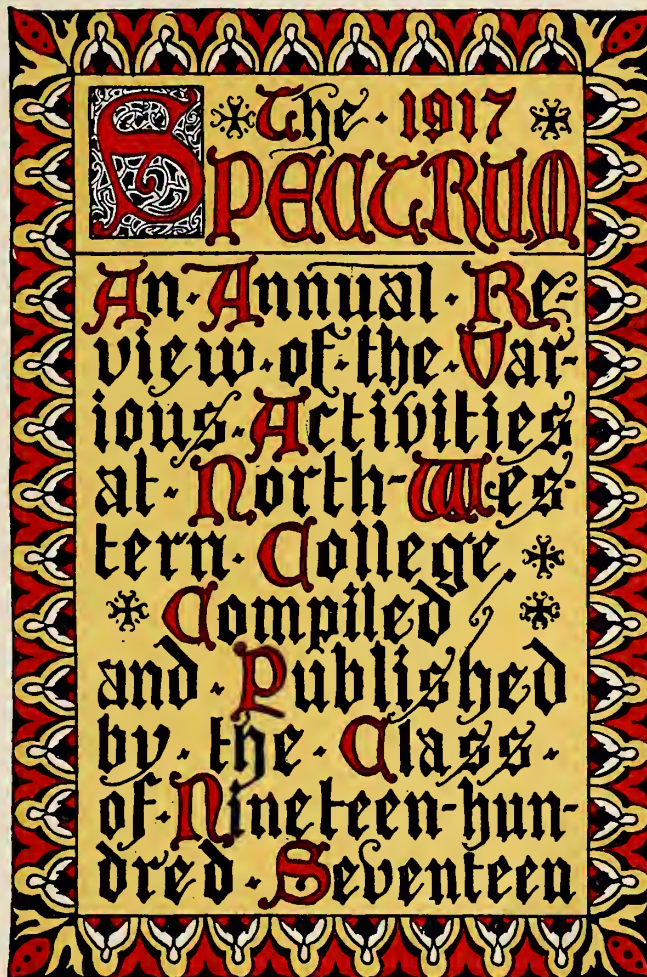 The · 1917
SPECTRUM
An · Annual · Re-
view · of · the · Var-
ious · Activities
at · North-Wes-
tern · College,
Compiled
and · Published
by · the · Class ·
of · Nineteen-hun-
dred · Seventeen